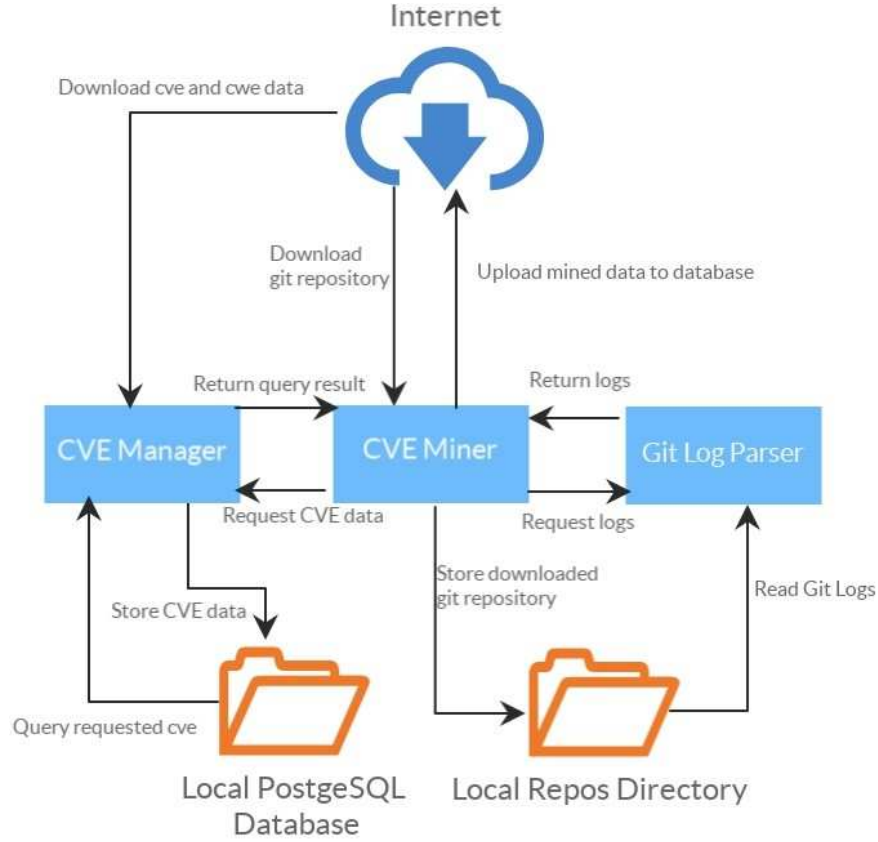 Internet
Download cve and cwe data
Download
git repository
Upload mined data to database
Return query result
Return logs
CVE Manager
CVE Miner
Git Log Parser
Request CVE data
Request logs
Store downloaded
git repository
Read Git Logs
Store CVE data
Query requested cve
Local PostgeSQL
Database
Local Repos Directory